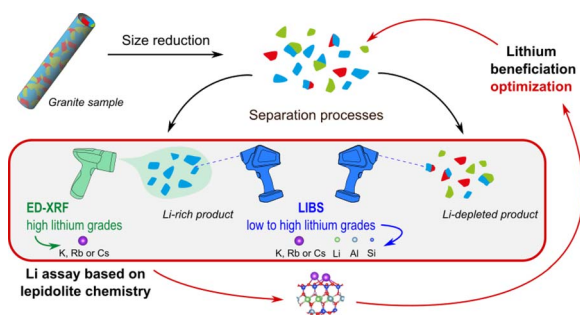 Size reduction
Granite sample
Lithium
beneficiation
optimization
Separation processes
ED-XRF
high lithium grades
K, Rb or Cs
Li-rich product
LIBS
low to high lithium grades
K, Rb or Cs Li Al Si
Li-depleted product
Li assay based on
lepidolite chemistry